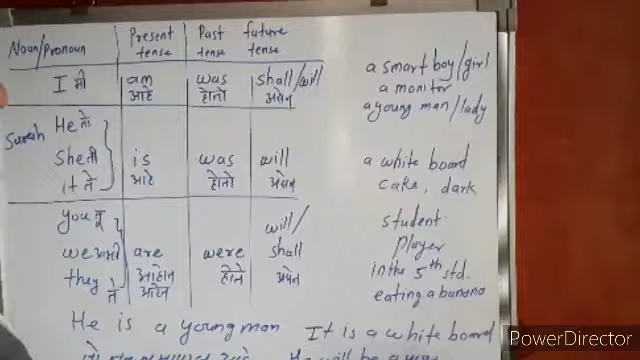 Noun/Pronoun Present tense Past tense future tense
I मी am आहे was होतो shall/will असेन
Suresh He तो
She ती is was will
it ते आहे होतो असेन
you तू will/
we आम्ही are were shall
they ते आहोत आहेत होते असेन
a smart boy/girl
a monitor
a young man/lady
a white board
cake, dark
student
player
in the 5th std.
eating a banana
He is a young man It is a white board
He will be a
PowerDirector